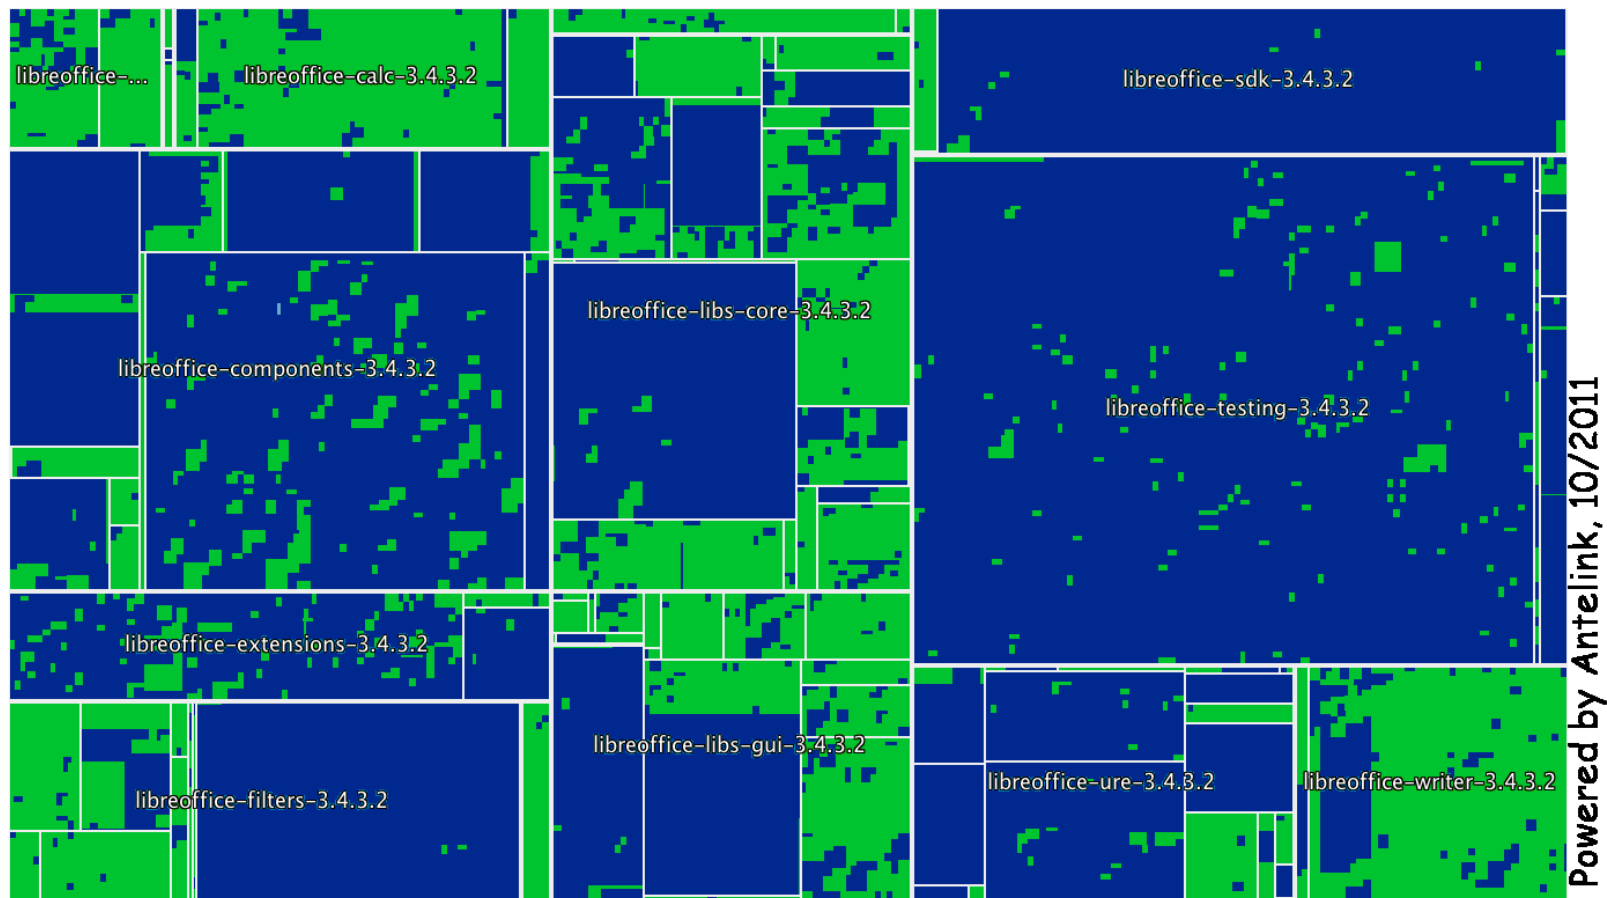 libreoffice-...
libreoffice-calc-3.4.3.2
libreoffice-sdk-3.4.3.2
libreoffice-libs-core-3.4.3.2
libreoffice-components-3.4.3.2
libreoffice-testing-3.4.3.2
libreoffice-extensions-3.4.3.2
libreoffice-libs-gui-3.4.3.2
libreoffice-filters-3.4.3.2
libreoffice-ure-3.4.3.2
libreoffice-writer-3.4.3.2
Powered by Antelink, 10/2011